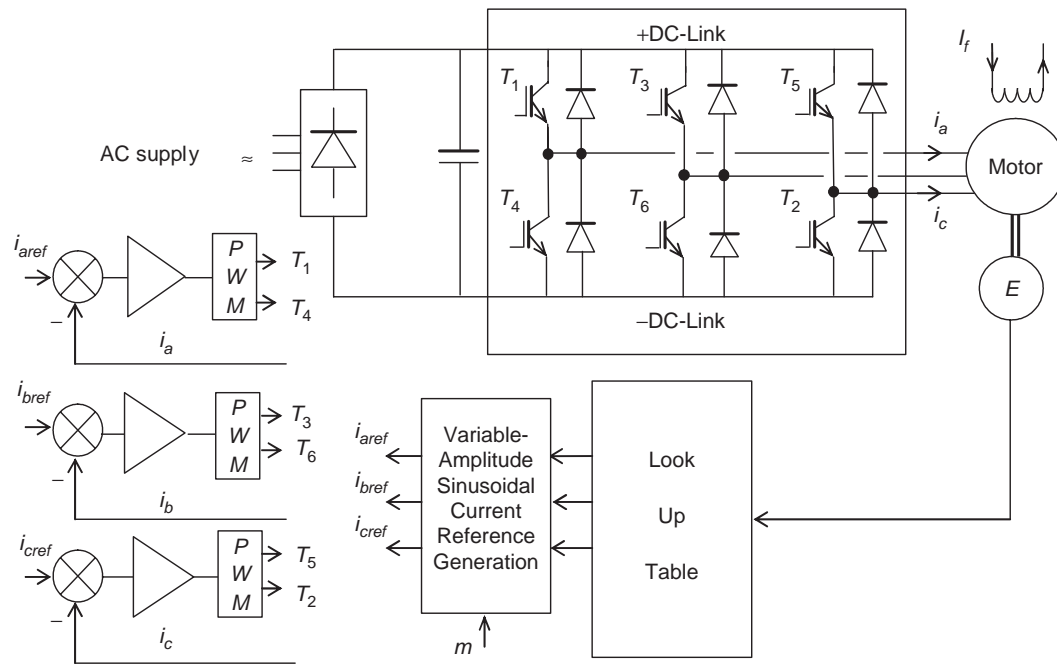 +DC-Link
I_f
T_1
T_3
T_5
i_a
AC supply ≈
Motor
T_4
T_6
T_2
i_c
E
−DC-Link
i_aref
−
P
W
M
T_1
T_4
i_a
i_bref
−
P
W
M
T_3
T_6
i_b
i_cref
−
P
W
M
T_5
T_2
i_c
i_aref
i_bref
i_cref
Variable-
Amplitude
Sinusoidal
Current
Reference
Generation
m
Look
Up
Table